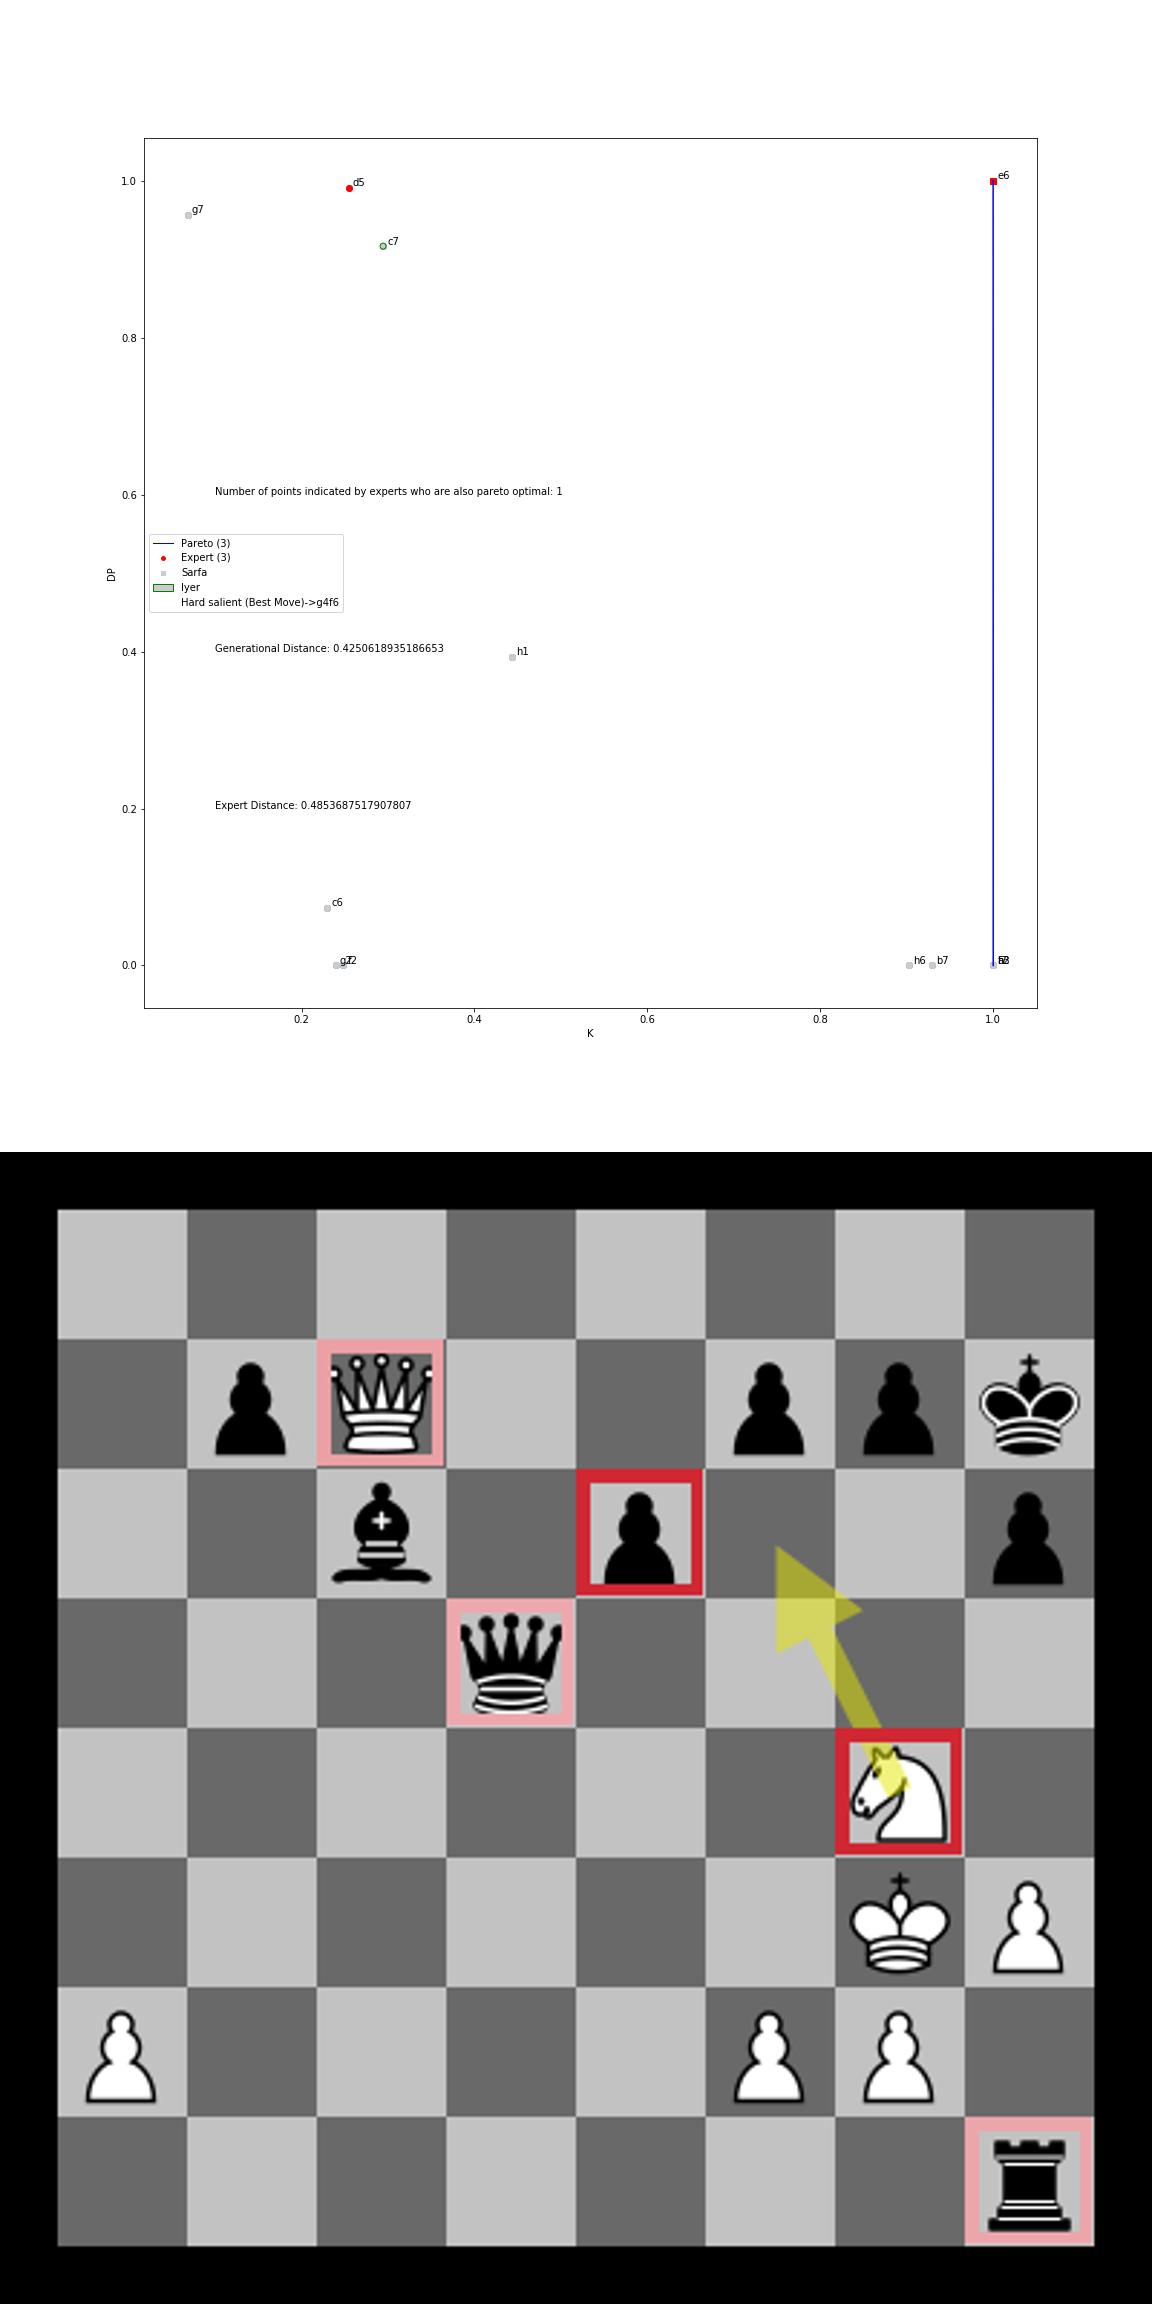 1.0
e6
d5
g7
c7
0.8
Number of points indicated by experts who are also pareto optimal: 1
0.6
Pareto (3)
Expert (3)
DP
Sarfa
Iyer
Hard salient (Best Move)->g4f6
0.4
Generational Distance: 0.4250618935186653
h1
0.2
Expert Distance: 0.4853687517907807
c6
0.0
h6
b7
0.2
0.4
0.6
0.8
1.0
K